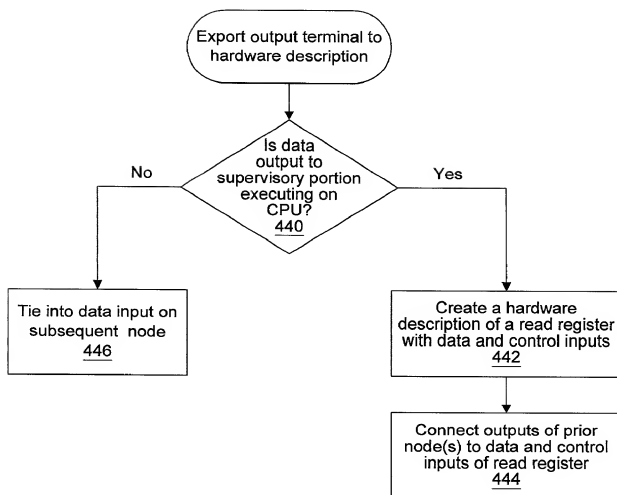 Export output terminal to
hardware description
Is data
output to
supervisory portion
executing on
CPU?
440
No
Yes
Tie into data input on
subsequent node
446
Create a hardware
description of a read register
with data and control inputs
442
Connect outputs of prior
node(s) to data and control
inputs of read register
444